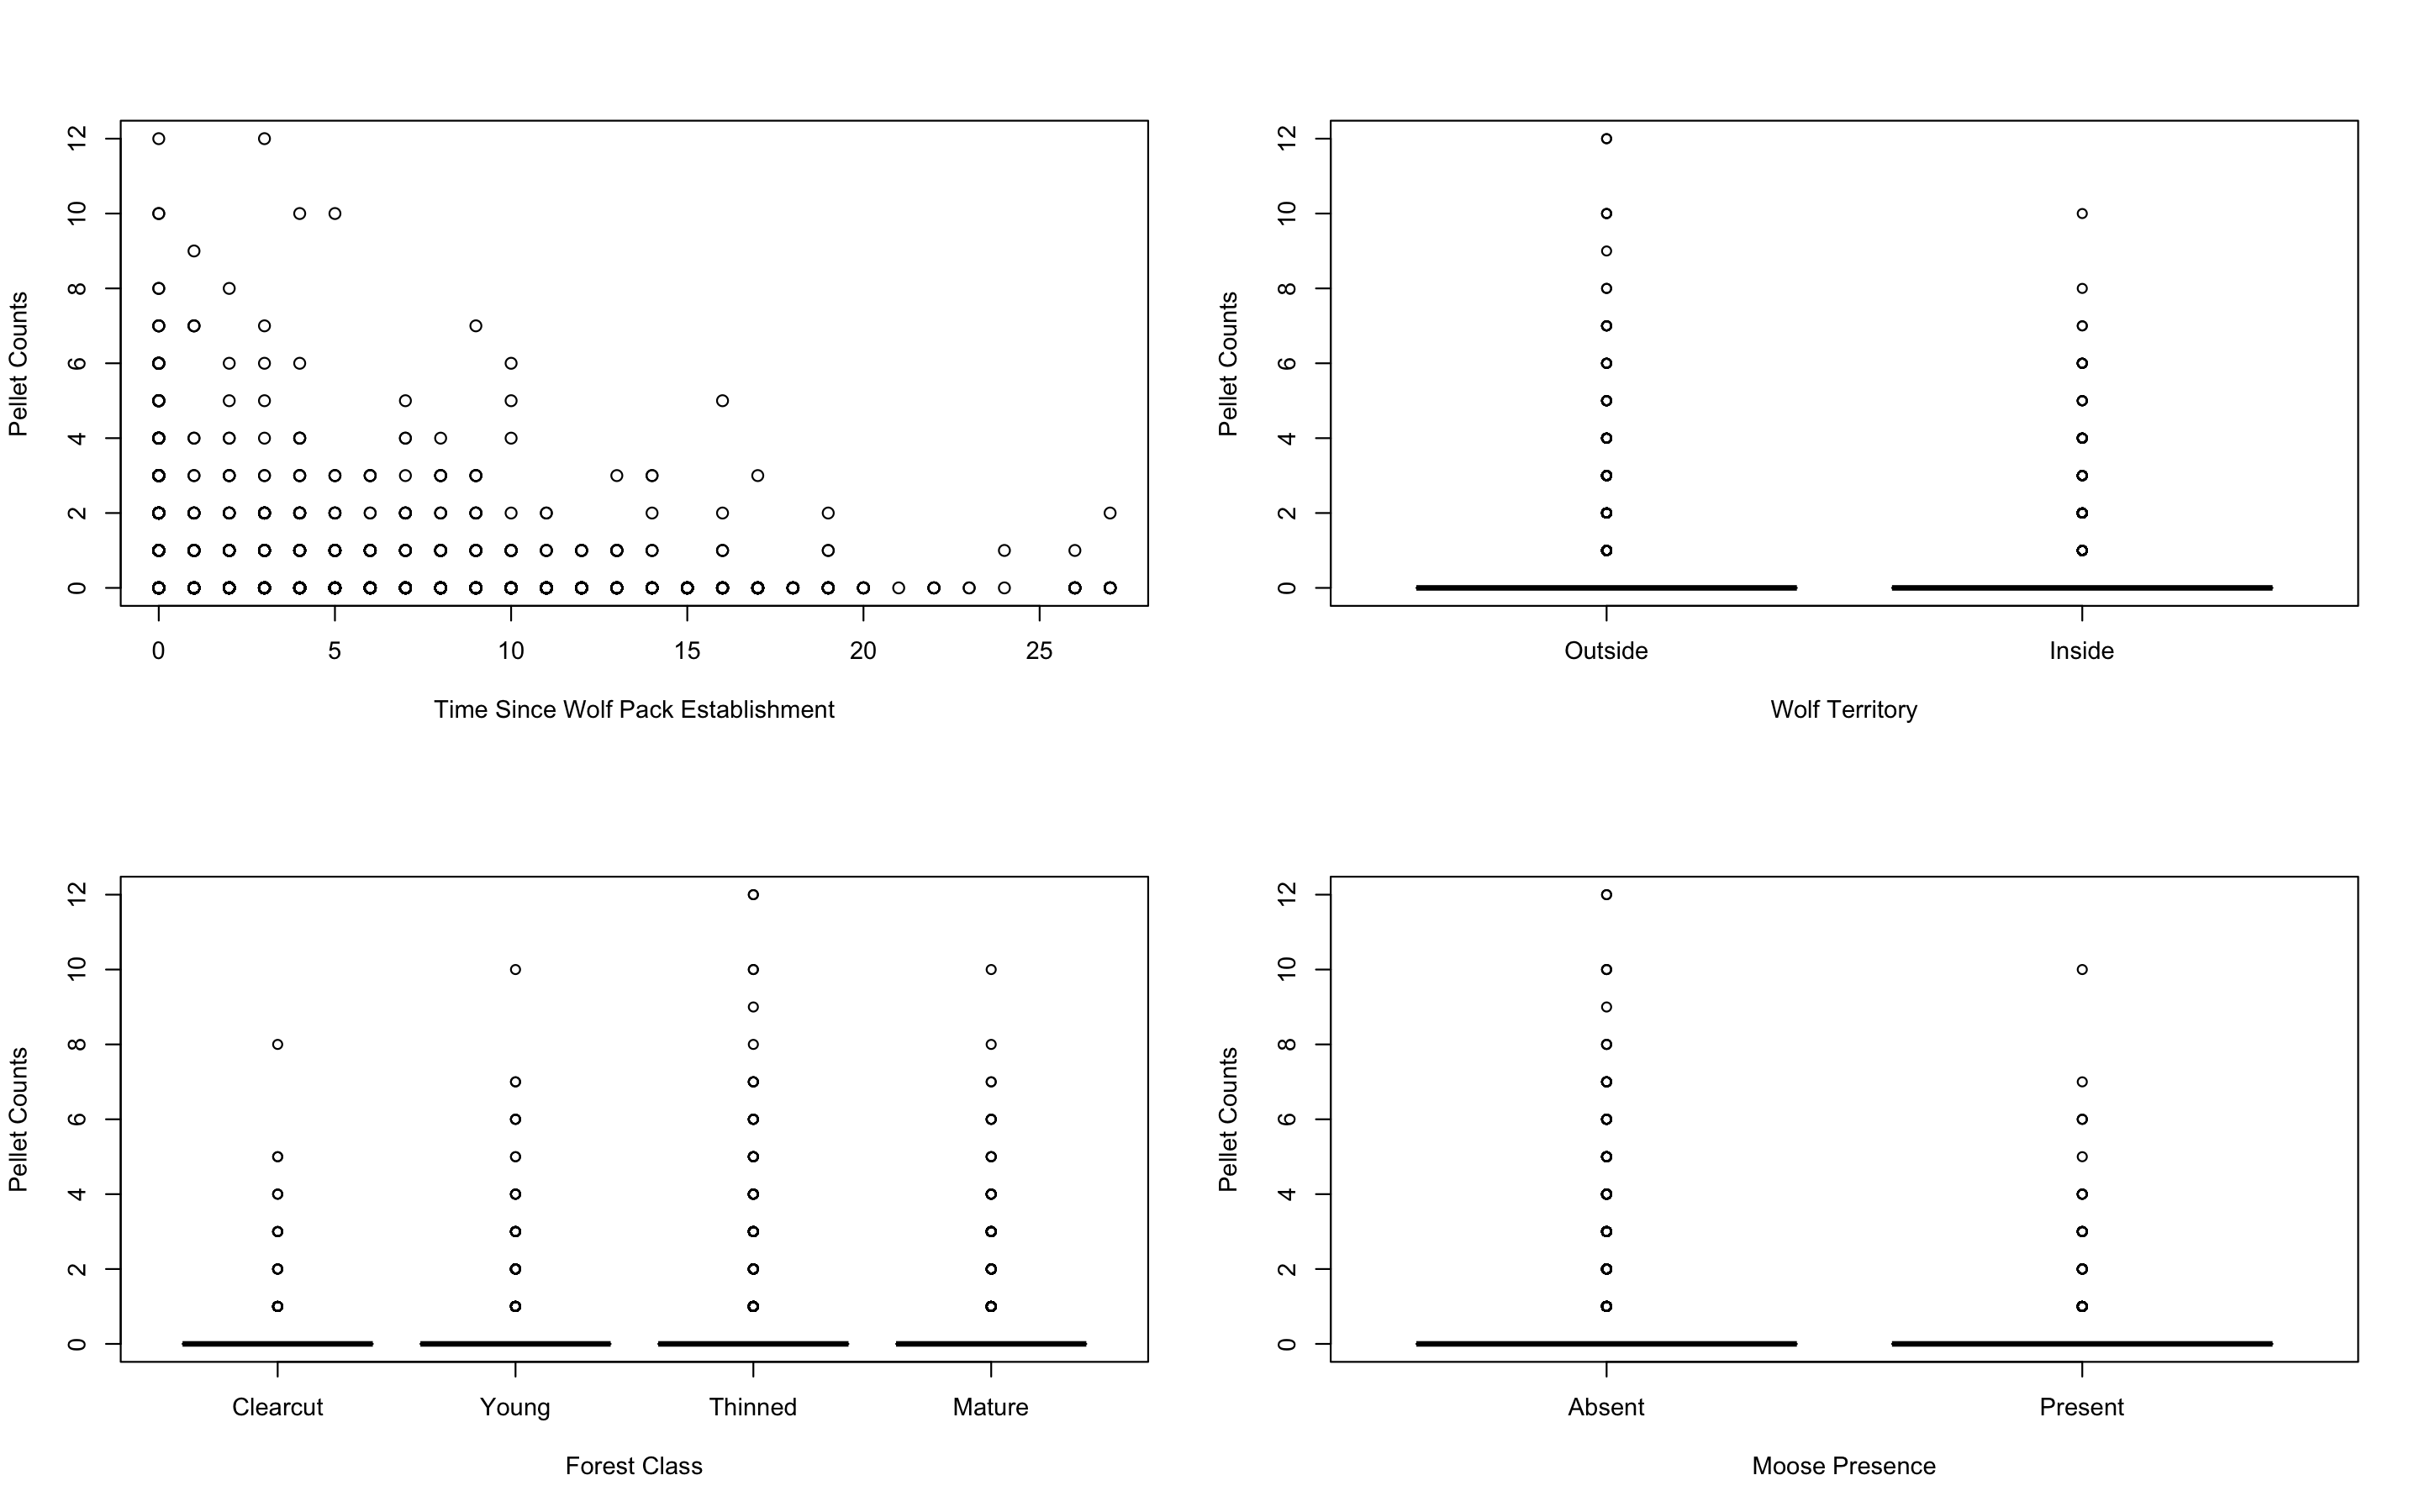 Pellet Counts
12
10
8
6
4
2
0
0 5 10 15 20 25
Time Since Wolf Pack Establishment
Pellet Counts
12
10
8
6
4
2
0
Outside Inside
Wolf Territory
Pellet Counts
12
10
8
6
4
2
0
Clearcut Young Thinned Mature
Forest Class
Pellet Counts
12
10
8
6
4
2
0
Absent Present
Moose Presence